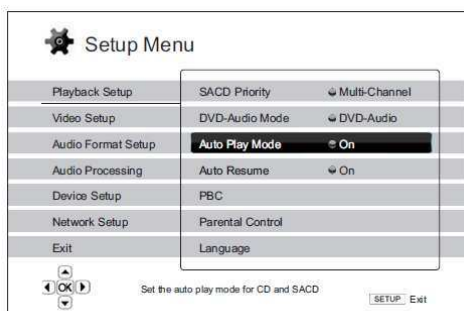 Setup Menu
Playback Setup
Video Setup
Audio Format Setup
Audio Processing
Device Setup
Network Setup
Exit
SACD Priority Multi-Channel
DVD-Audio Mode DVD-Audio
Auto Play Mode On
Auto Resume On
PBC
Parental Control
Language
OK
Set the auto play mode for CD and SACD
SETUP Exit